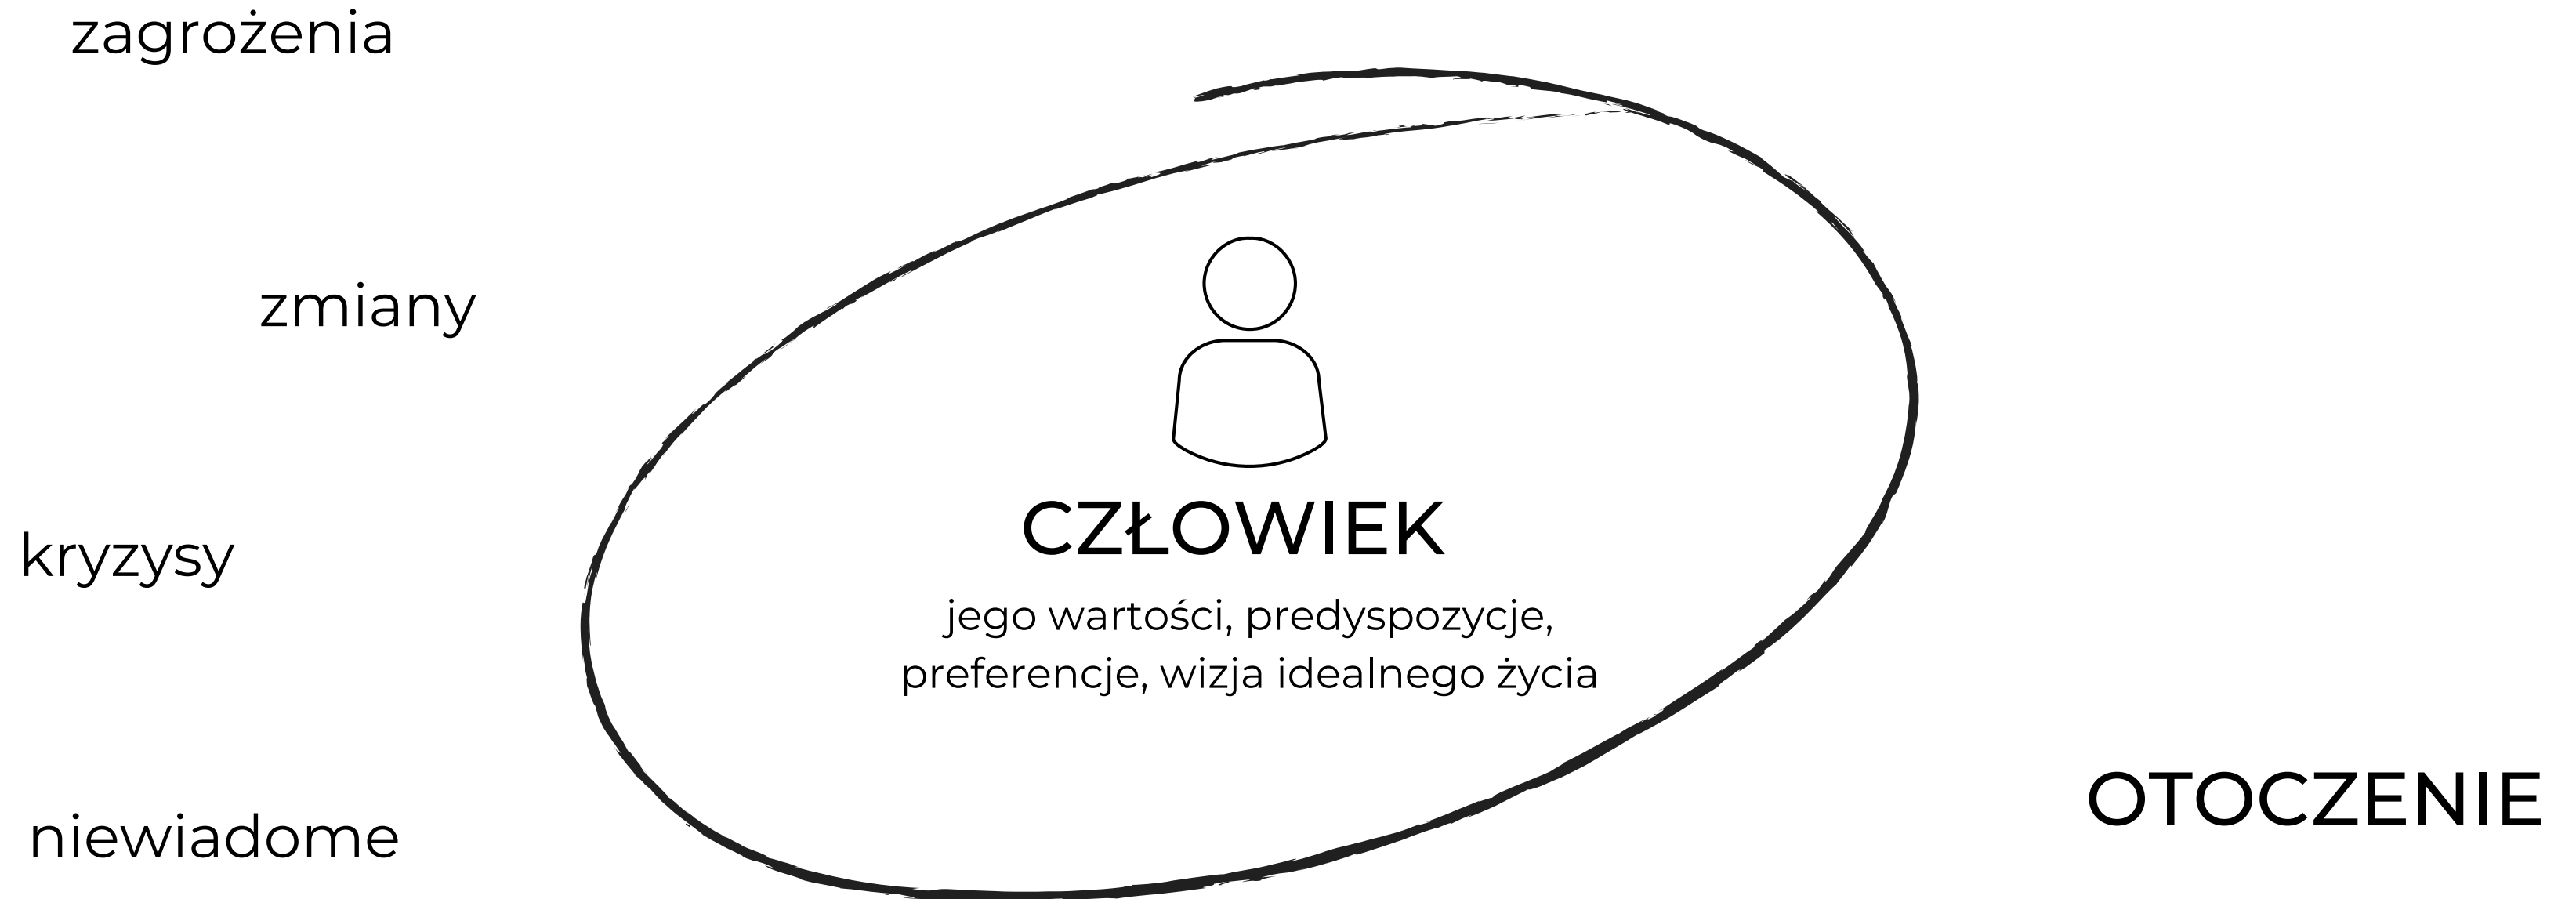 zagrożenia
zmiany
kryzysy
niewiadome
CZŁOWIEK
jego wartości, predyspozycje,
preferencje, wizja idealnego życia
OTOCZENIE